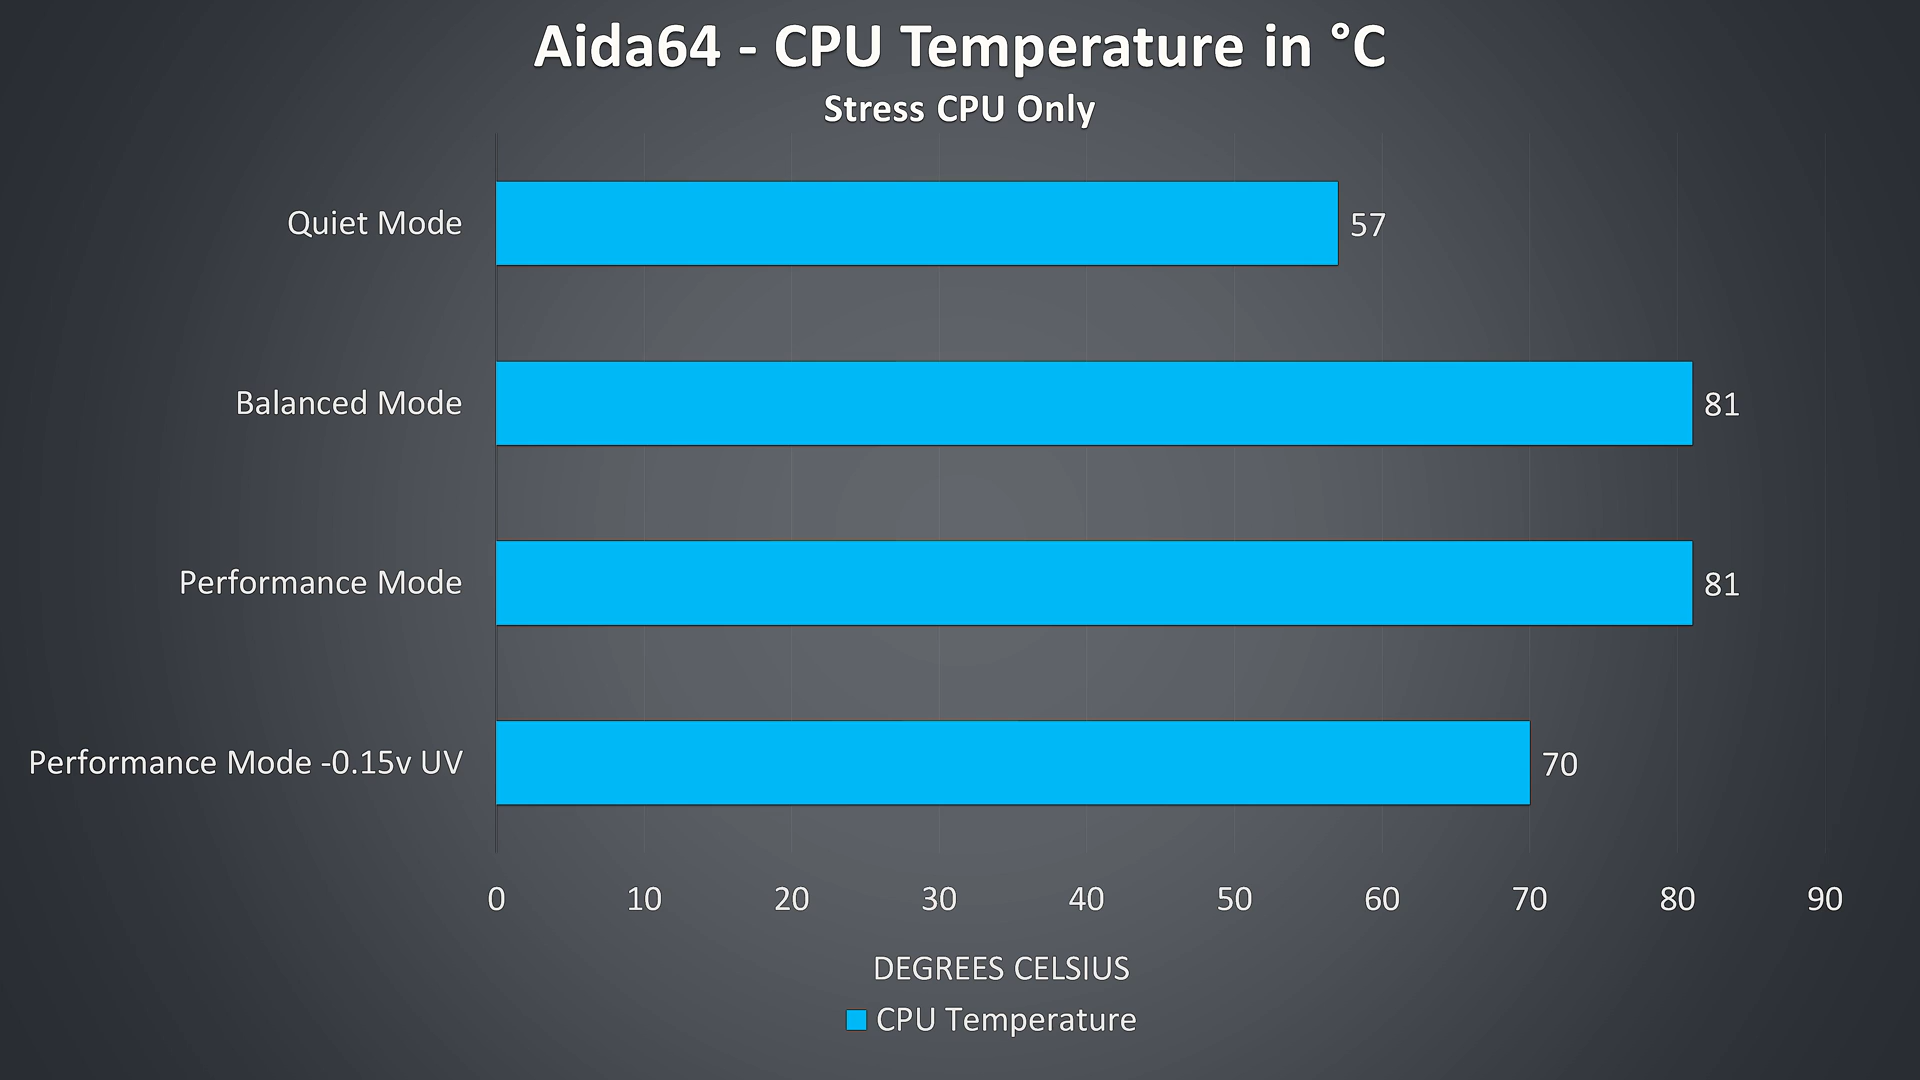 Aida64 - CPU Temperature in °C
Stress CPU Only
Quiet Mode
57
Balanced Mode
81
Performance Mode
81
Performance Mode -0.15v UV
70
0 10 20 30 40 50 60 70 80 90
DEGREES CELSIUS
CPU Temperature